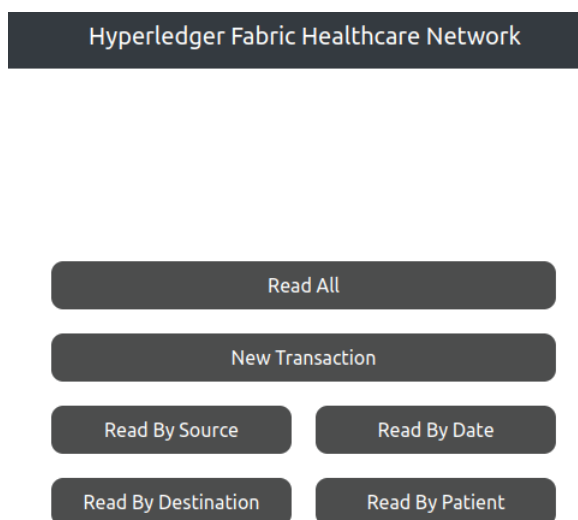 Hyperledger Fabric Healthcare Network
Read All
New Transaction
Read By Source
Read By Date
Read By Destination
Read By Patient